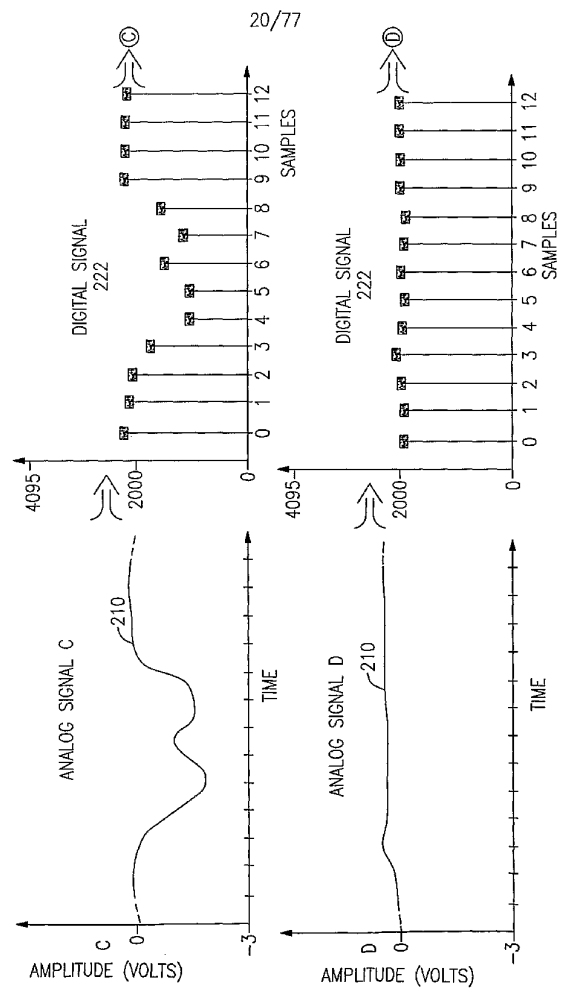 20/77
ANALOG SIGNAL C
C
0
-3
AMPLITUDE (VOLTS)
210
TIME
DIGITAL SIGNAL
222
4095
2000
0
0 1 2 3 4 5 6 7 8 9 10 11 12
SAMPLES
C
ANALOG SIGNAL D
D
0
-3
AMPLITUDE (VOLTS)
210
TIME
DIGITAL SIGNAL
222
4095
2000
0
0 1 2 3 4 5 6 7 8 9 10 11 12
SAMPLES
D